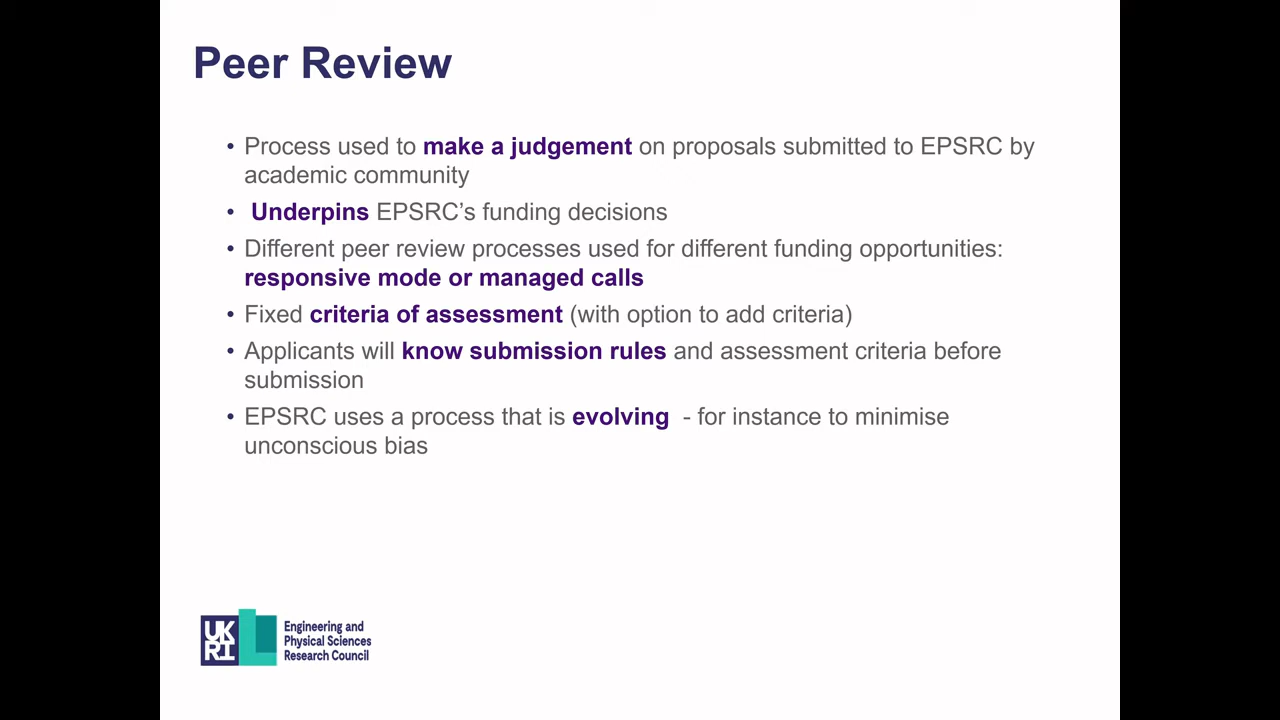 Peer Review
• Process used to make a judgement on proposals submitted to EPSRC by
academic community
• Underpins EPSRC’s funding decisions
• Different peer review processes used for different funding opportunities:
responsive mode or managed calls
• Fixed criteria of assessment (with option to add criteria)
• Applicants will know submission rules and assessment criteria before
submission
• EPSRC uses a process that is evolving - for instance to minimise
unconscious bias
UK
RI
Engineering and
Physical Sciences
Research Council